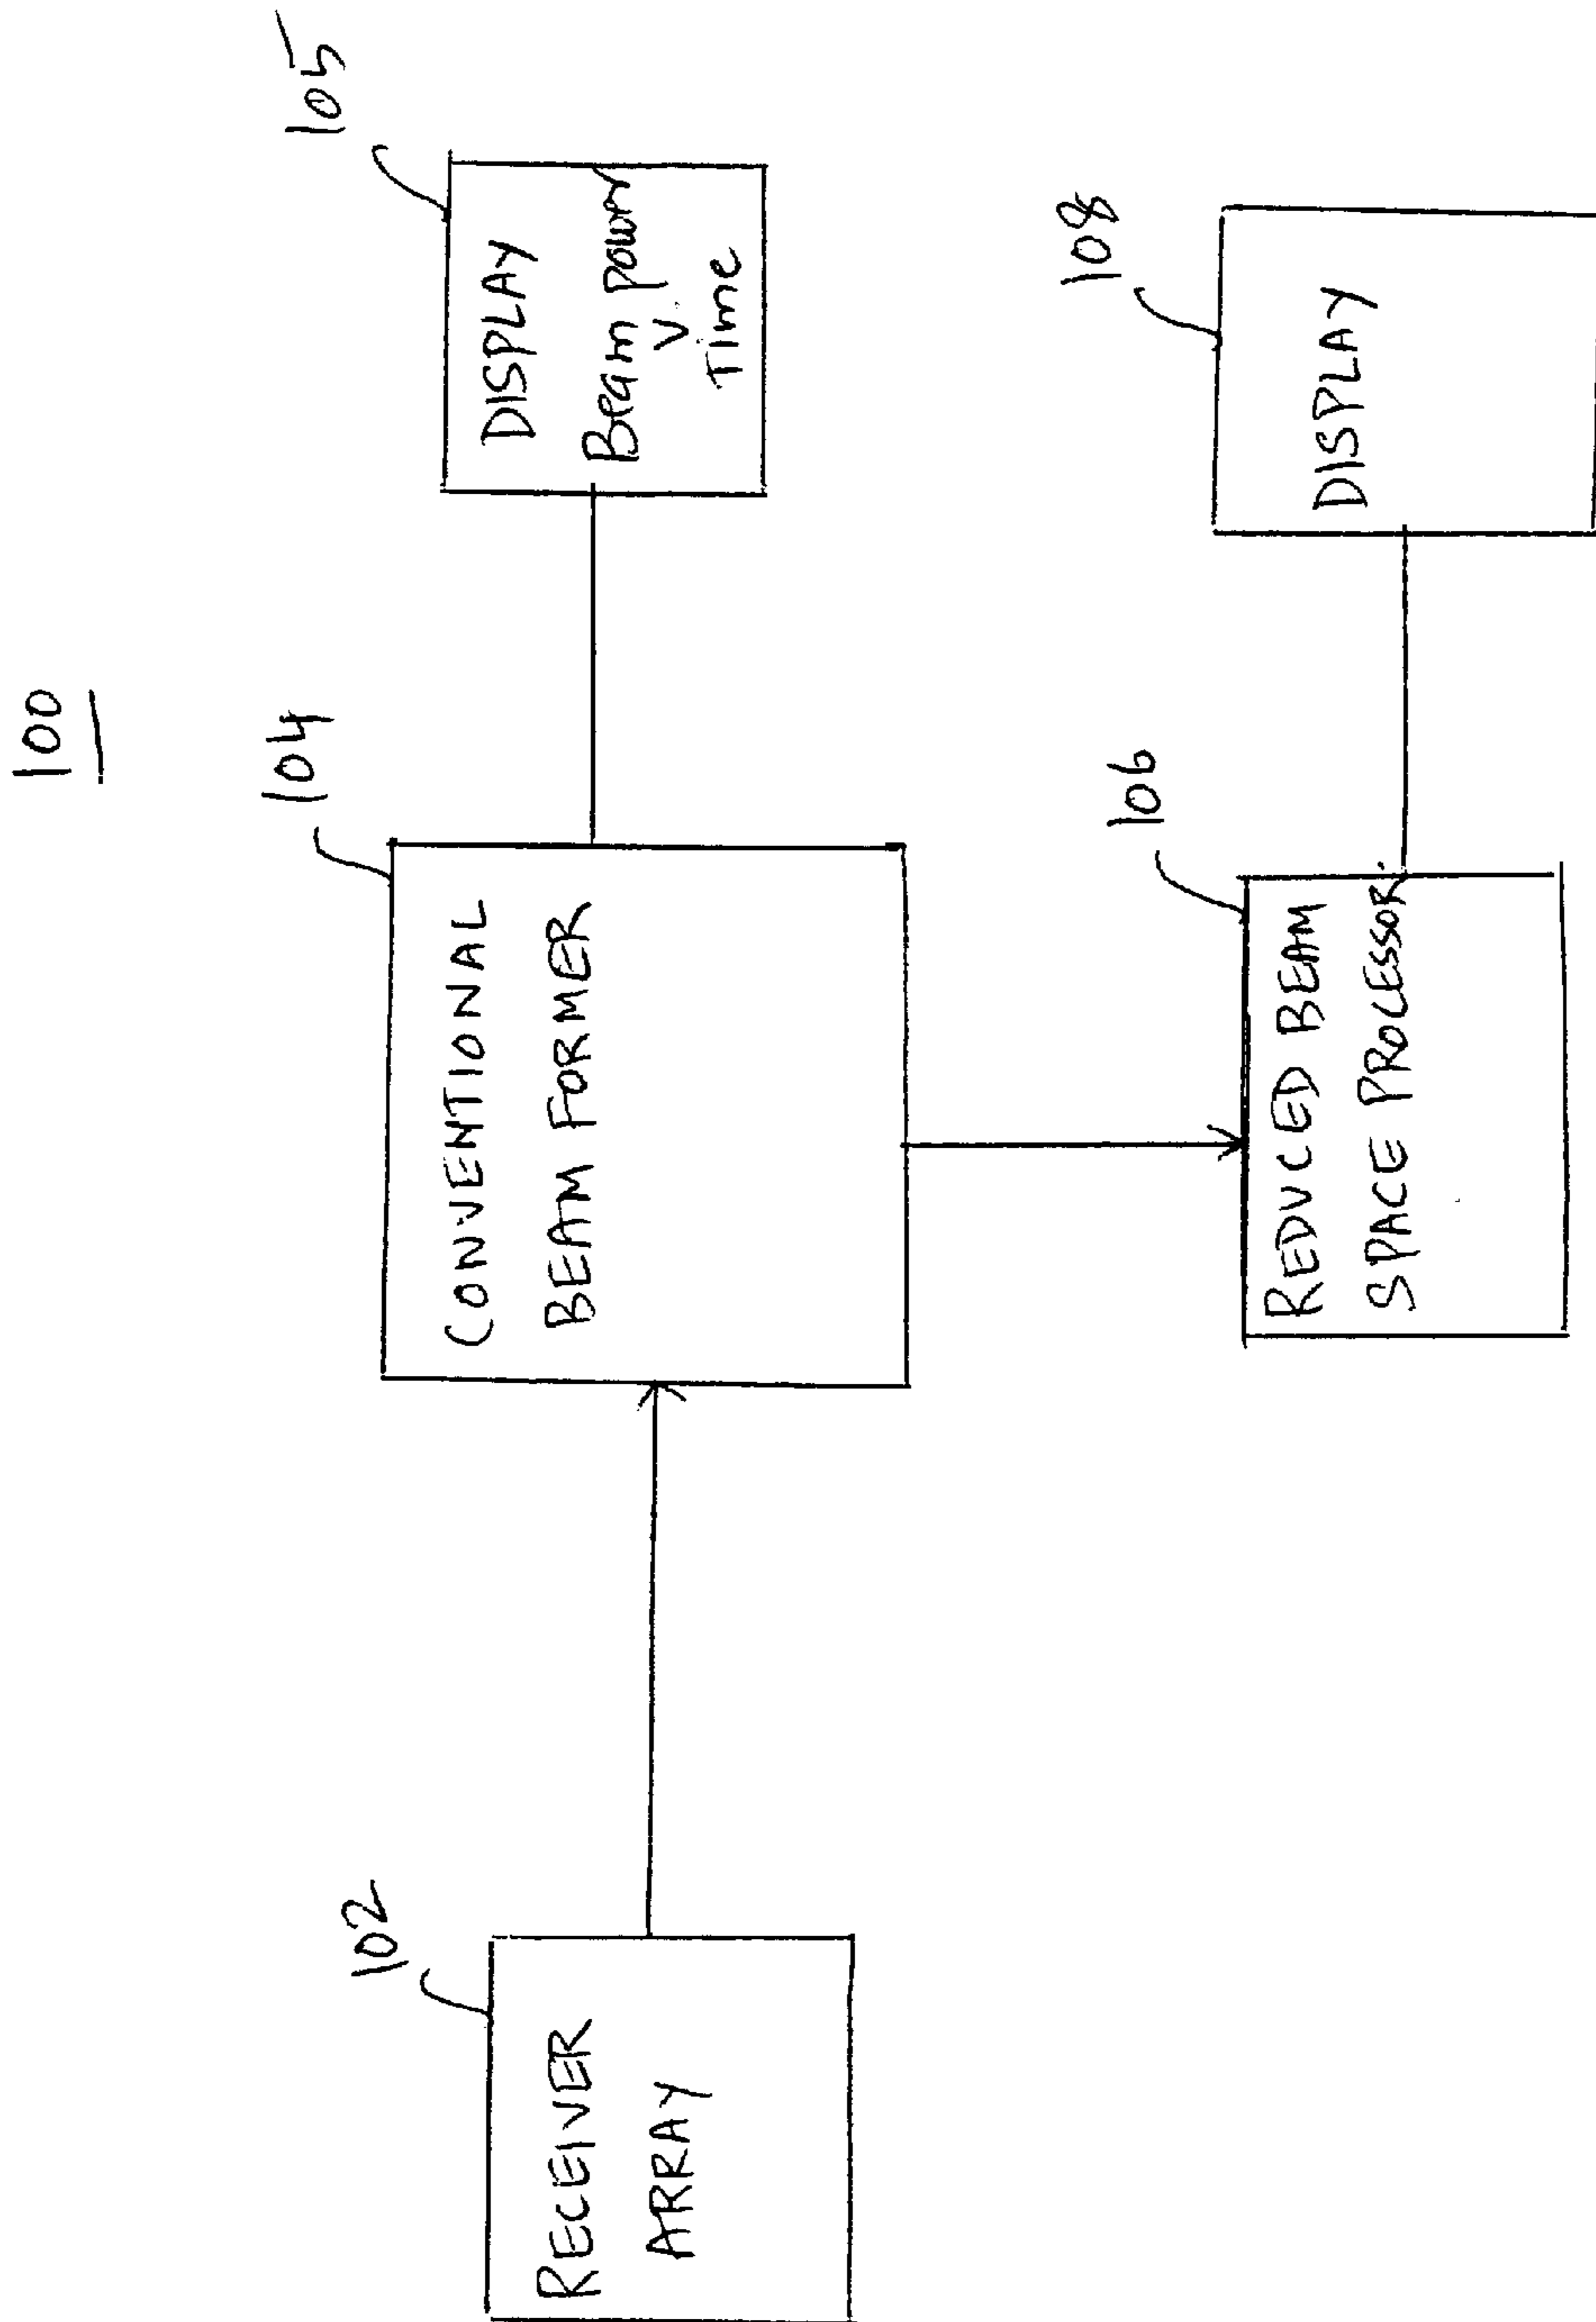 100
102
RECEIVER
ARRAY
104
CONVENTIONAL
BEAM FORMER
105
DISPLAY
Beam power
V.
Time
106
REDUCED BEAM
SPACE PROCESSOR
108
DISPLAY